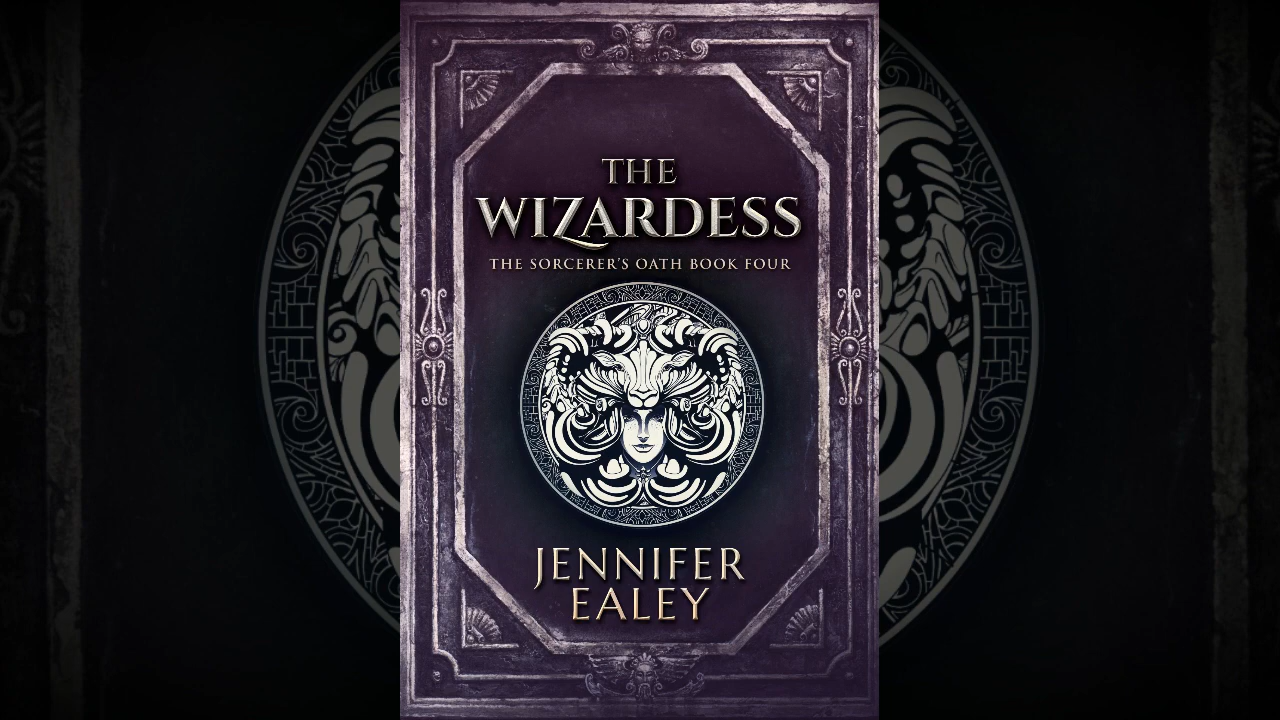 THE
WIZARDESS
THE SORCERER'S OATH BOOK FOUR
JENNIFER
EALEY